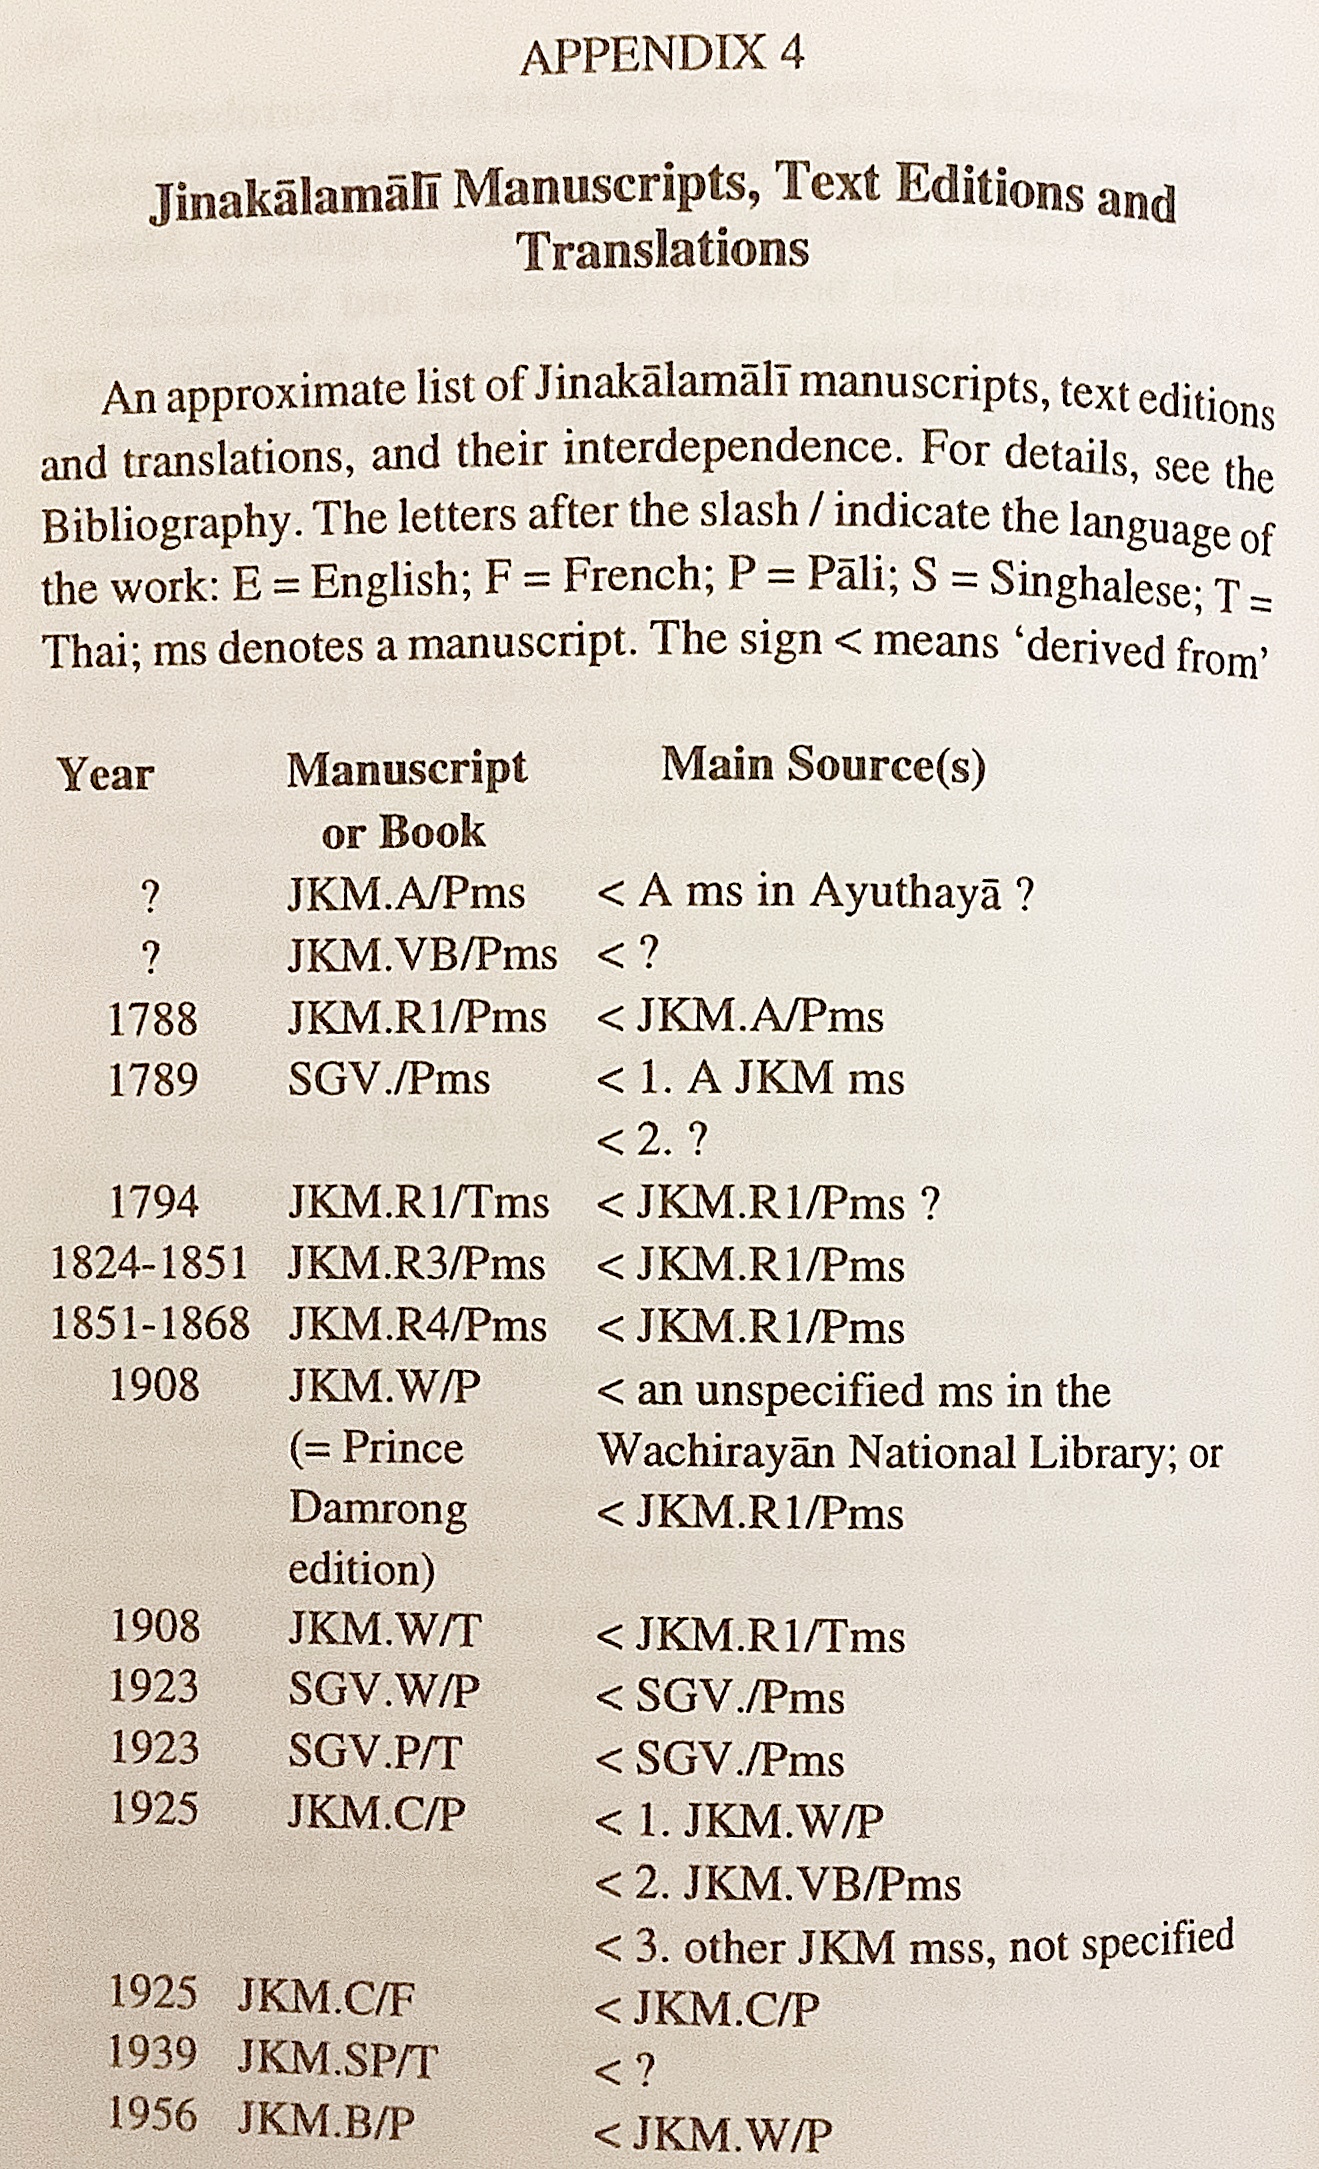 APPENDIX 4
Jinakālamālī Manuscripts, Text Editions and
Translations
An approximate list of Jinakālamālī manuscripts, text editions
and translations, and their interdependence. For details, see the
Bibliography. The letters after the slash / indicate the language of
the work: E = English; F = French; P = Pāli; S = Singhalese; T =
Thai; ms denotes a manuscript. The sign < means ‘derived from’
Year Manuscript Main Source(s)
or Book
? JKM.A/Pms < A ms in Ayuthayā ?
? JKM.VB/Pms < ?
1788 JKM.R1/Pms < JKM.A/Pms
1789 SGV./Pms < 1. A JKM ms
< 2. ?
1794 JKM.R1/Tms < JKM.R1/Pms ?
1824-1851 JKM.R3/Pms < JKM.R1/Pms
1851-1868 JKM.R4/Pms < JKM.R1/Pms
1908 JKM.W/P < an unspecified ms in the
(= Prince Wachirayān National Library; or
Damrong < JKM.R1/Pms
edition)
1908 JKM.W/T < JKM.R1/Tms
1923 SGV.W/P < SGV./Pms
1923 SGV.P/T < SGV./Pms
1925 JKM.C/P < 1. JKM.W/P
< 2. JKM.VB/Pms
< 3. other JKM mss, not specified
1925 JKM.C/F < JKM.C/P
1939 JKM.SP/T < ?
1956 JKM.B/P < JKM.W/P